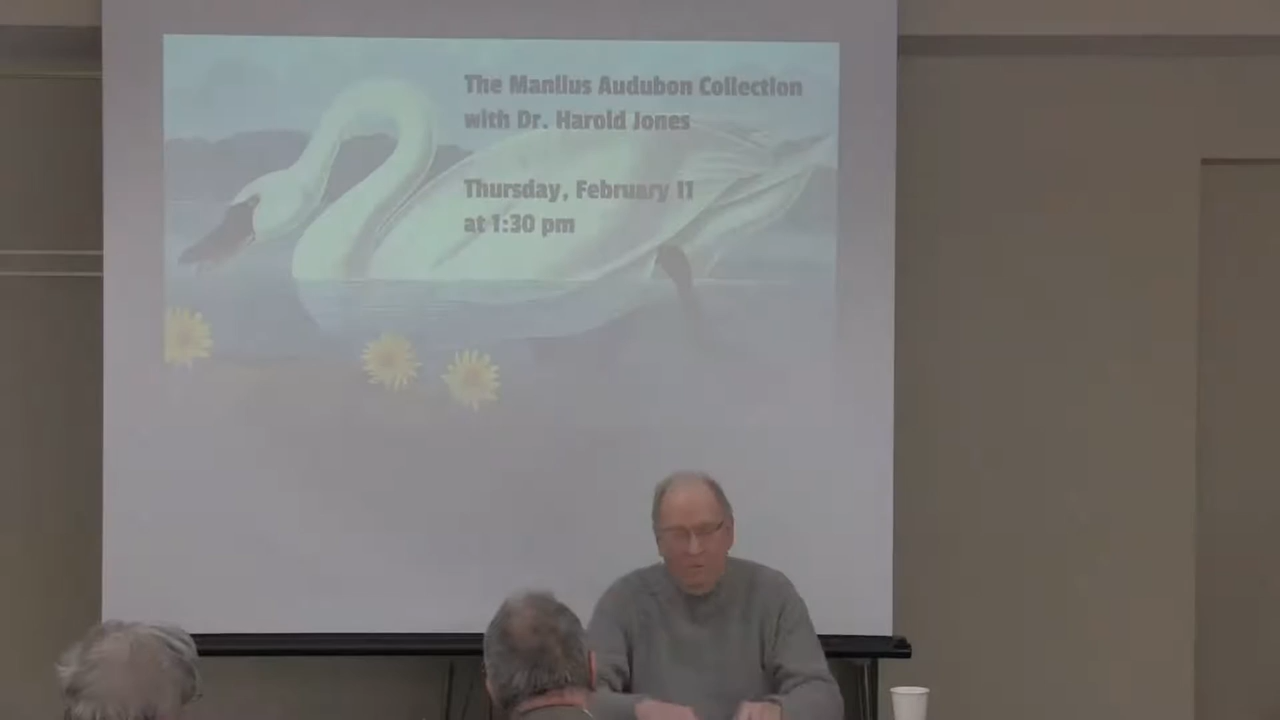 The Manlius Audubon Collection
with Dr. Harold Jones
Thursday, February 11
at 1:30 pm